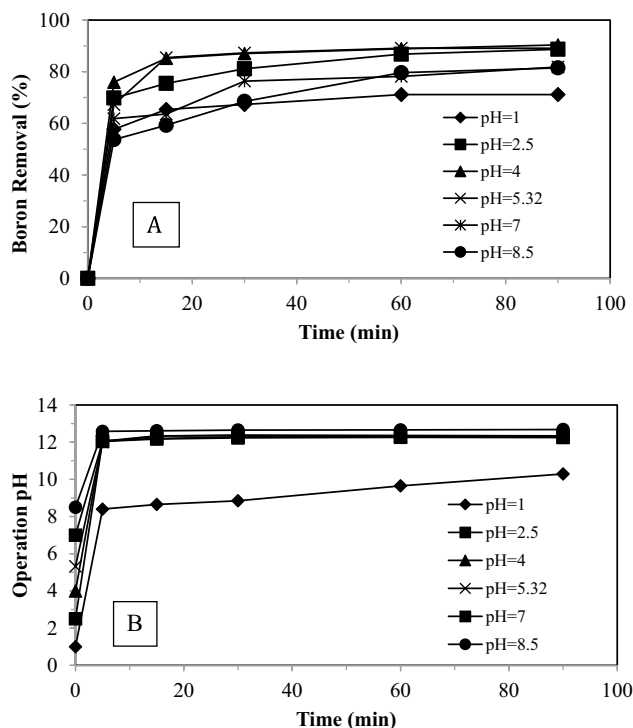 100
80
60
40
20
0
Boron Removal (%)
A
pH=1
pH=2.5
pH=4
pH=5.32
pH=7
pH=8.5
0 20 40 60 80 100
Time (min)
14
12
10
8
6
4
2
0
Operation pH
B
pH=1
pH=2.5
pH=4
pH=5.32
pH=7
pH=8.5
0 20 40 60 80 100
Time (min)